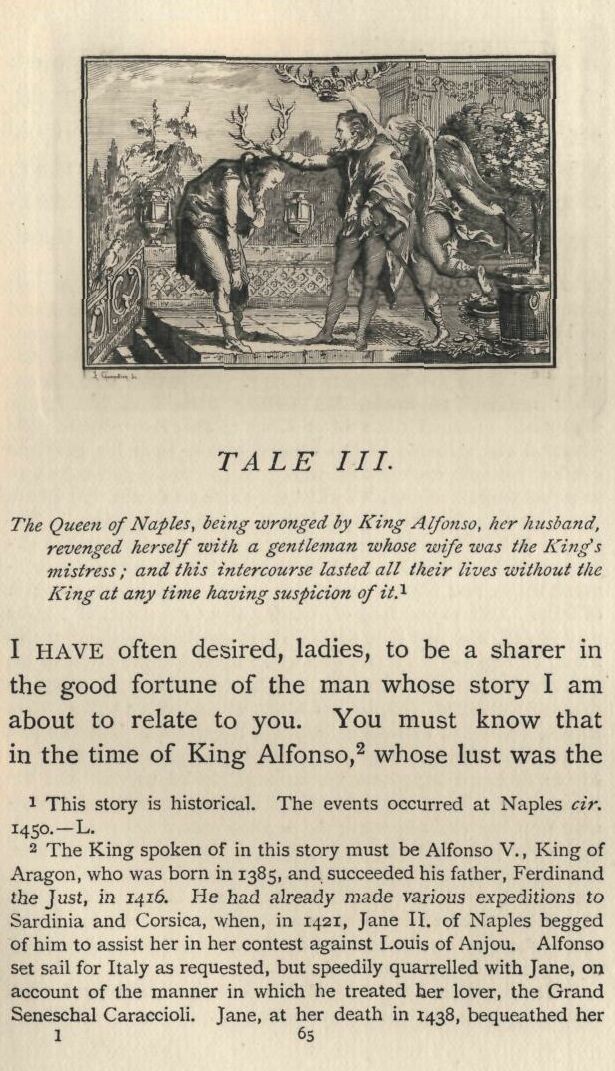 TALE III.
The Queen of Naples, being wronged by King Alfonso, her husband,
revenged herself with a gentleman whose wife was the King's
mistress; and this intercourse lasted all their lives without the
King at any time having suspicion of it.¹
I HAVE often desired, ladies, to be a sharer in
the good fortune of the man whose story I am
about to relate to you. You must know that
in the time of King Alfonso,² whose lust was the
¹ This story is historical. The events occurred at Naples cir.
1450.—L.
² The King spoken of in this story must be Alfonso V., King of
Aragon, who was born in 1385, and succeeded his father, Ferdinand
the Just, in 1416. He had already made various expeditions to
Sardinia and Corsica, when, in 1421, Jane II. of Naples begged
of him to assist her in her contest against Louis of Anjou. Alfonso
set sail for Italy as requested, but speedily quarrelled with Jane, on
account of the manner in which he treated her lover, the Grand
Seneschal Caraccioli. Jane, at her death in 1438, bequeathed her
1 65